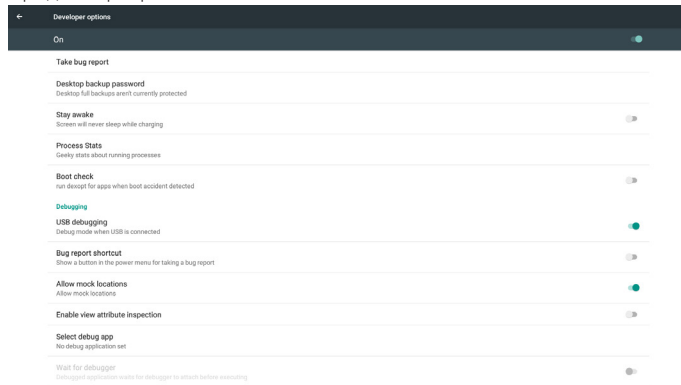 Developer options
On
Take bug report
Desktop backup password
Desktop full backups aren't currently protected
Stay awake
Screen will never sleep while charging
Process Stats
Geeky stats about running processes
Boot check
run dexopt for apps when boot accident detected
Debugging
USB debugging
Debug mode when USB is connected
Bug report shortcut
Show a button in the power menu for taking a bug report
Allow mock locations
Allow mock locations
Enable view attribute inspection
Select debug app
No debug application set
Wait for debugger
Debugged application waits for debugger to attach before executing